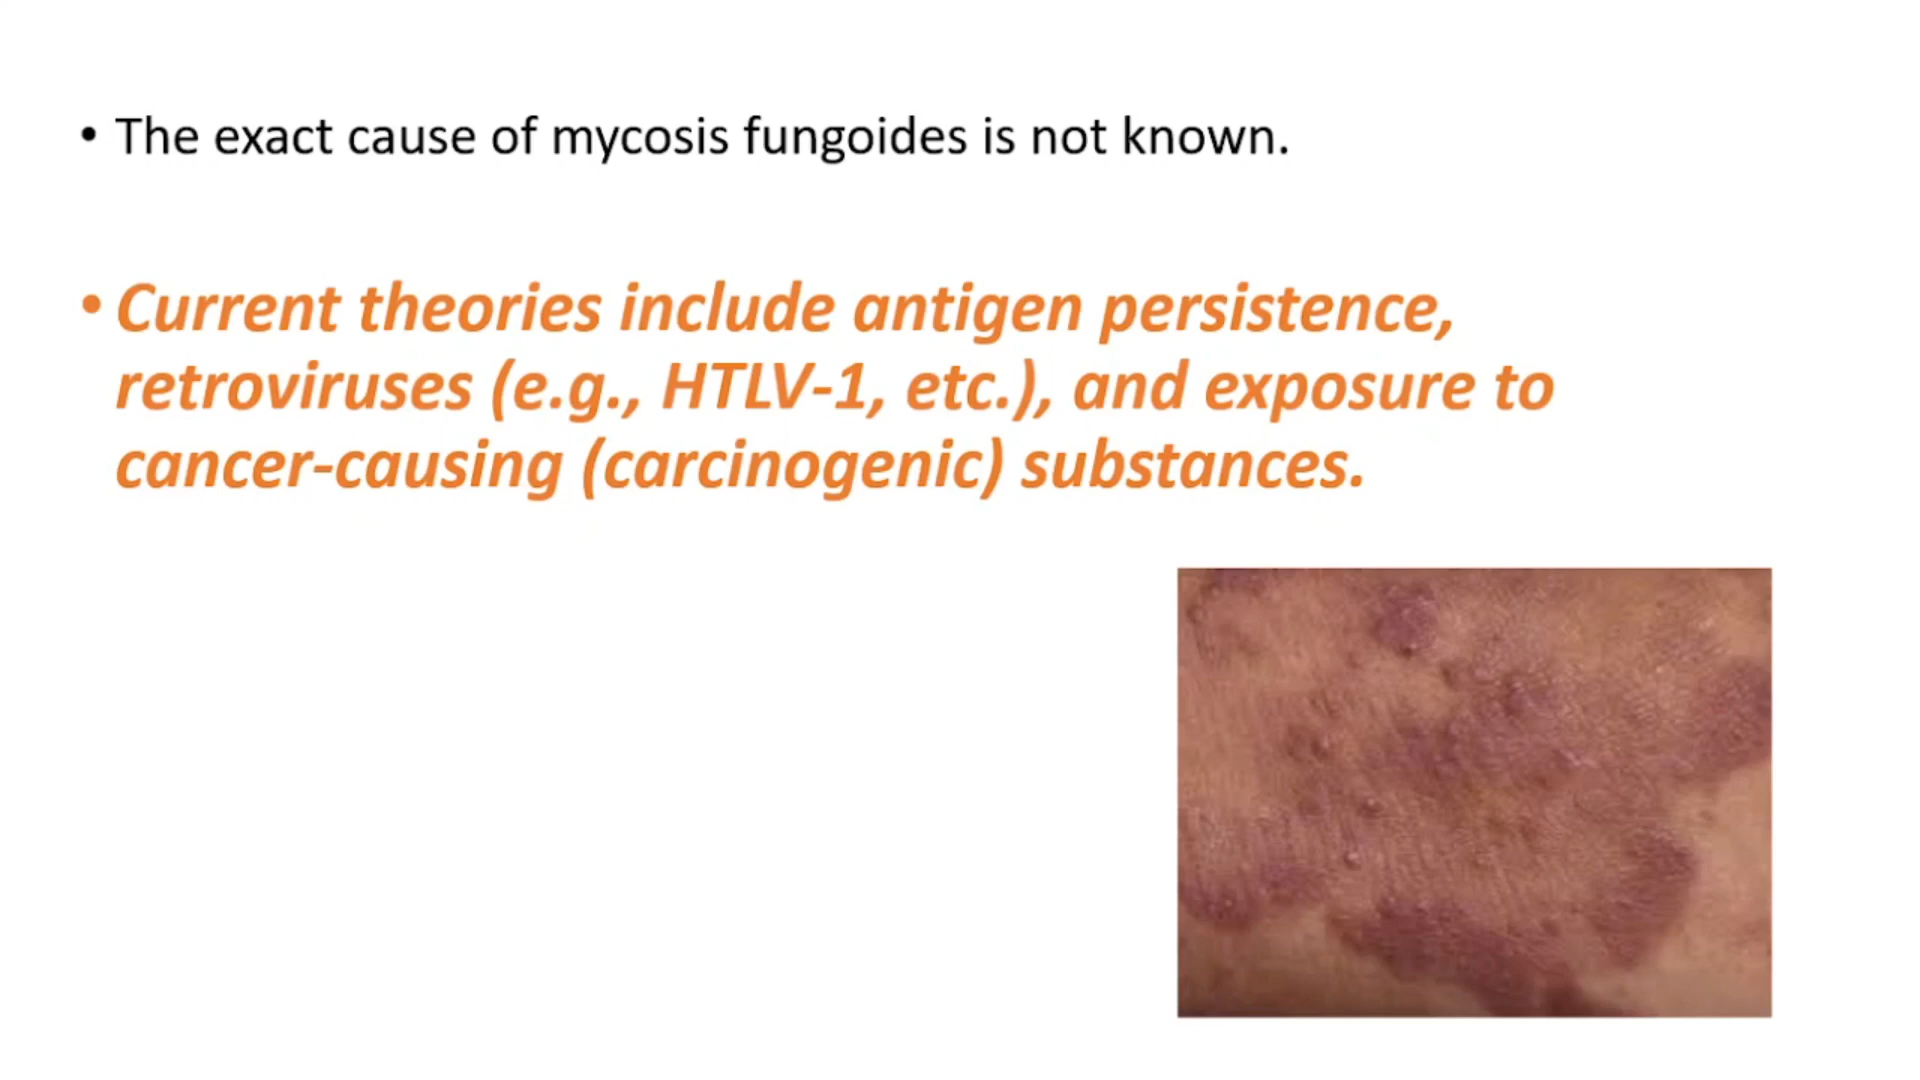 • The exact cause of mycosis fungoides is not known.
• Current theories include antigen persistence,
retroviruses (e.g., HTLV-1, etc.), and exposure to
cancer-causing (carcinogenic) substances.